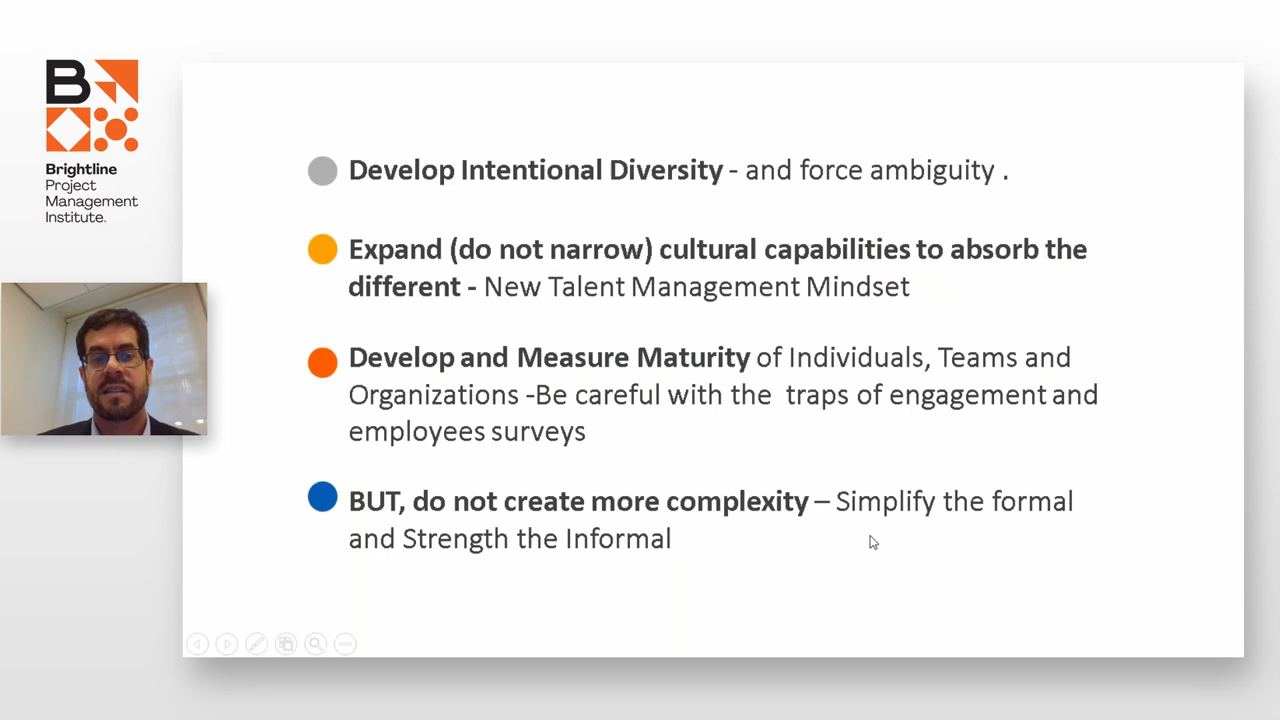 B
Brightline
Project
Management
Institute.
Develop Intentional Diversity - and force ambiguity .
Expand (do not narrow) cultural capabilities to absorb the
different - New Talent Management Mindset
Develop and Measure Maturity of Individuals, Teams and
Organizations -Be careful with the traps of engagement and
employees surveys
BUT, do not create more complexity – Simplify the formal
and Strength the Informal